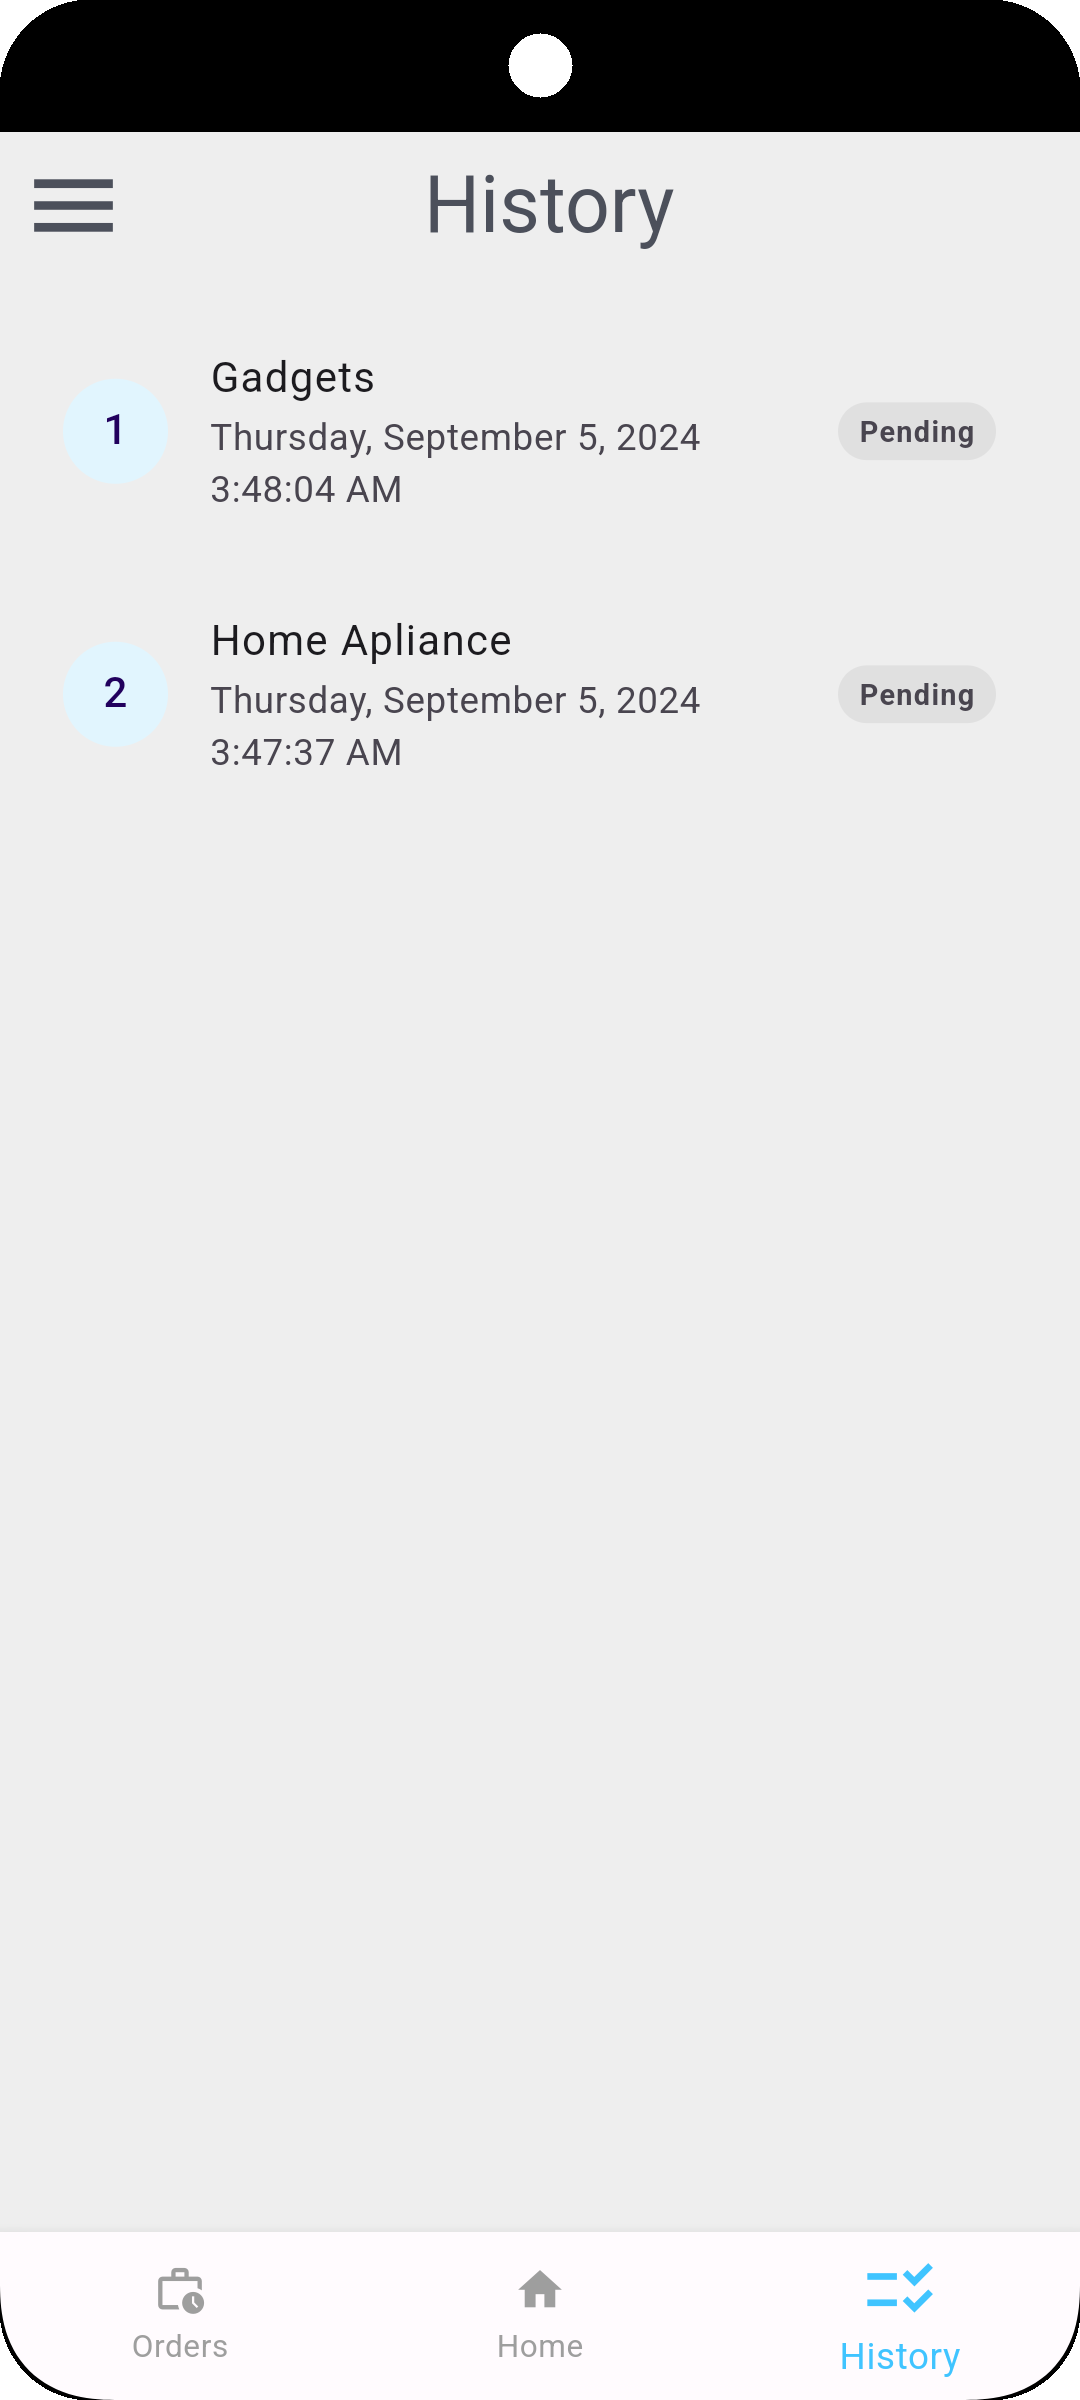 History
1
Gadgets
Thursday, September 5, 2024
3:48:04 AM
Pending
2
Home Apliance
Thursday, September 5, 2024
3:47:37 AM
Pending
Orders
Home
History